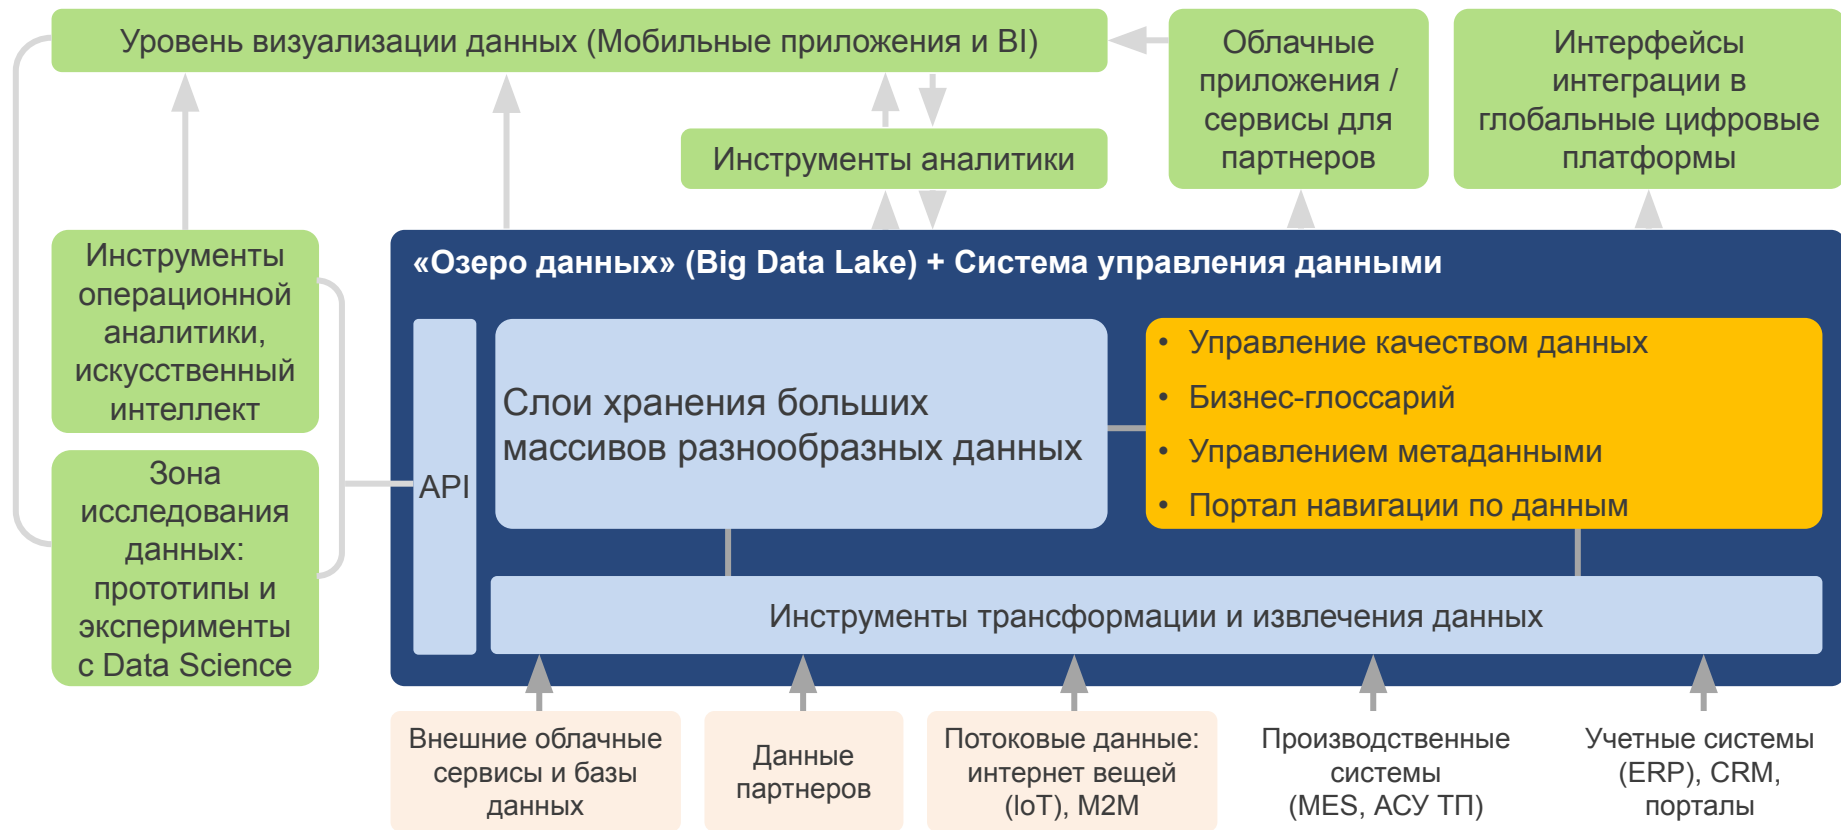 Уровень визуализации данных (Мобильные приложения и BI)
Облачные
приложения /
сервисы для
партнеров
Интерфейсы
интеграции в
глобальные цифровые
платформы
Инструменты аналитики
Инструменты
операционной
аналитики,
искусственный
интеллект
Зона
исследования
данных:
прототипы и
эксперименты
с Data Science
«Озеро данных» (Big Data Lake) + Система управления данными
API
Слои хранения больших
массивов разнообразных данных
• Управление качеством данных
• Бизнес-глоссарий
• Управлением метаданными
• Портал навигации по данным
Инструменты трансформации и извлечения данных
Внешние облачные
сервисы и базы
данных
Данные
партнеров
Потоковые данные:
интернет вещей
(IoT), M2M
Производственные
системы
(MES, АСУ ТП)
Учетные системы
(ERP), CRM,
порталы